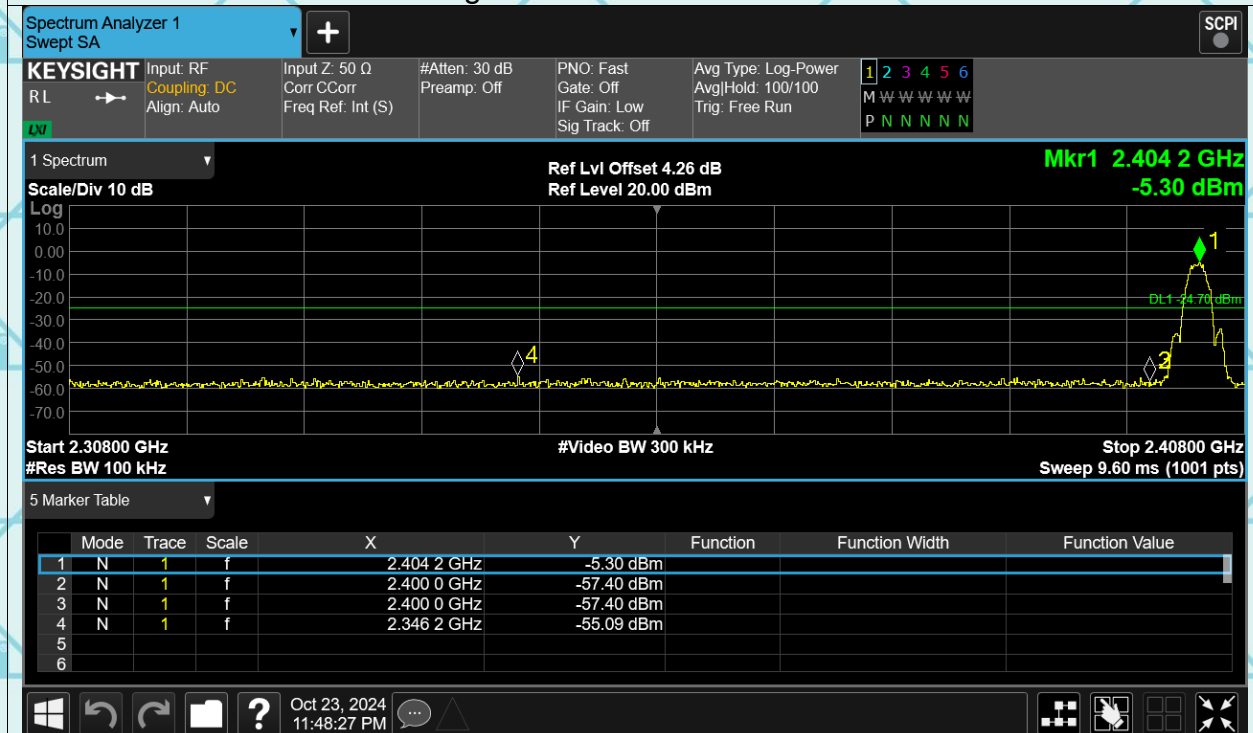 Spectrum Analyzer 1
Swept SA
+
SCPI
KEYSIGHT Input: RF Input Z: 50 Ω #Atten: 30 dB PNO: Fast Avg Type: Log-Power 1 2 3 4 5 6
RL Coupling: DC Corr CCorr Preamp: Off Gate: Off Avg|Hold: 100/100 M W W W W W
Align: Auto Freq Ref: Int (S) IF Gain: Low Trig: Free Run P N N N N N
LXI Sig Track: Off
1 Spectrum Ref Lvl Offset 4.26 dB Mkr1 2.404 2 GHz
Scale/Div 10 dB Ref Level 20.00 dBm -5.30 dBm
Log
10.0
1
0.00
-10.0
-20.0
DL1 -24.70 dBm
-30.0
-40.0
4
-50.0
-60.0
-70.0
Start 2.30800 GHz #Video BW 300 kHz Stop 2.40800 GHz
#Res BW 100 kHz Sweep 9.60 ms (1001 pts)
5 Marker Table
Mode Trace Scale X Y Function Function Width Function Value
1 N 1 f 2.404 2 GHz -5.30 dBm
2 N 1 f 2.400 0 GHz -57.40 dBm
3 N 1 f 2.400 0 GHz -57.40 dBm
4 N 1 f 2.346 2 GHz -55.09 dBm
5
6
? Oct 23, 2024
11:48:27 PM